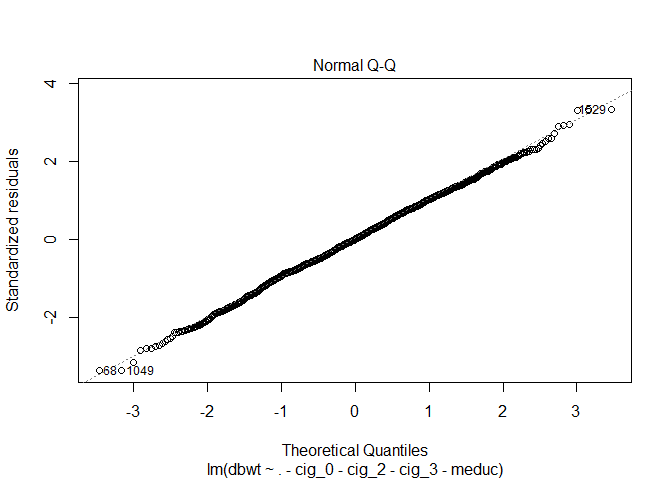 Normal Q-Q
4
2
0
-2
Standardized residuals
1529
68
1049
-3 -2 -1 0 1 2 3
Theoretical Quantiles
lm(dbwt ~ . - cig_0 - cig_2 - cig_3 - meduc)